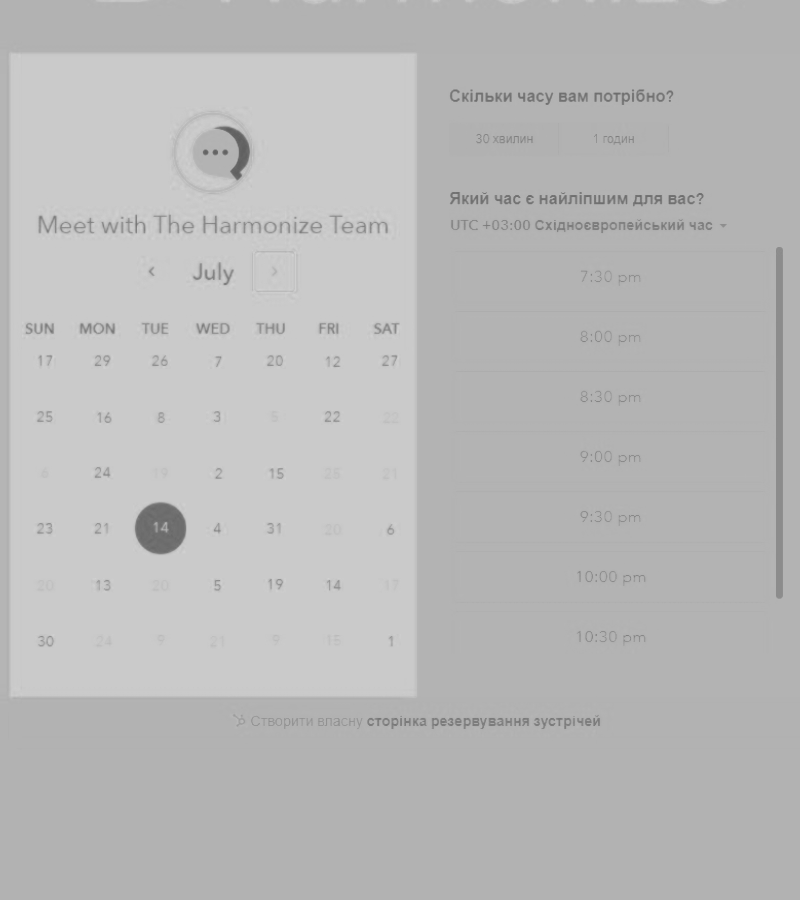 Meet with The Harmonize Team
July
SUN MON TUE WED THU FRI SAT
17 29 26 7 20 12 27
25 16 8 3 5 22 22
6 24 19 2 15 25 21
23 21 14 4 31 20 6
20 13 20 5 19 14 17
30 24 9 21 9 15 1
Скільки часу вам потрібно?
30 хвилин 1 годин
Який час є найліпшим для вас?
UTC +03:00 Східноєвропейський час
7:30 pm
8:00 pm
8:30 pm
9:00 pm
9:30 pm
10:00 pm
10:30 pm
Створити власну сторінка резервування зустрічей